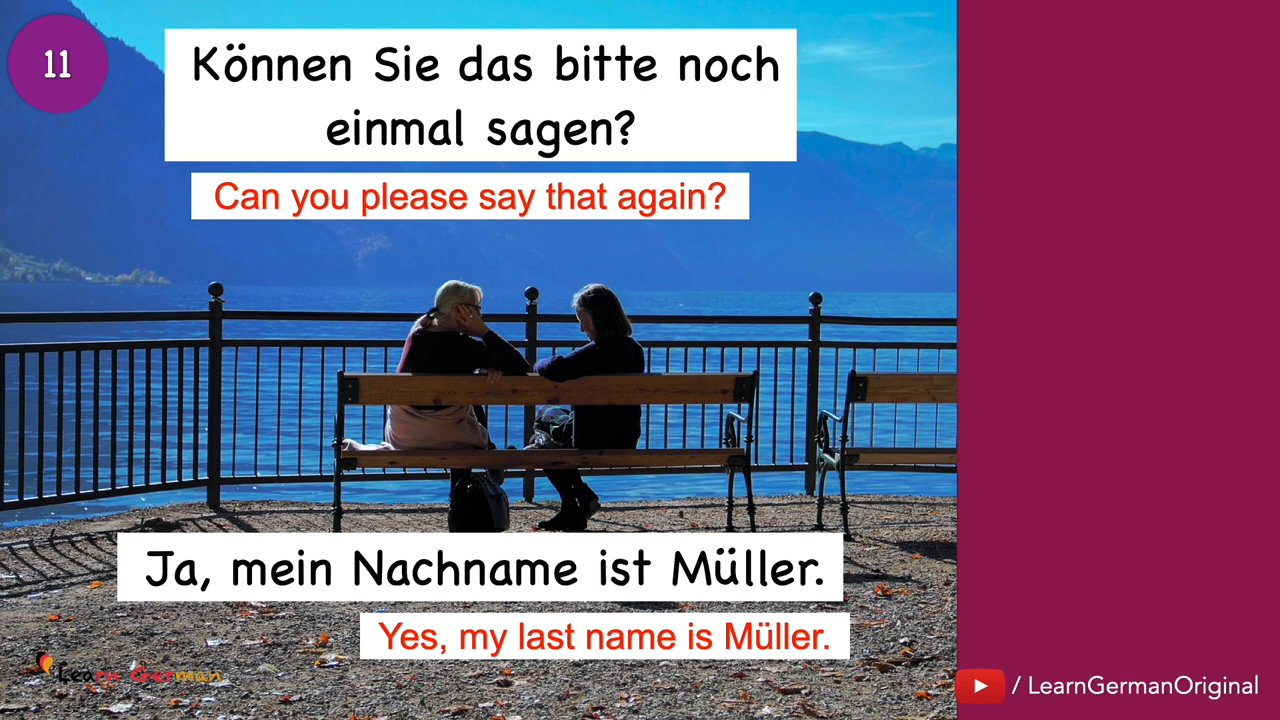 11
Können Sie das bitte noch
einmal sagen?
Can you please say that again?
Ja, mein Nachname ist Müller.
Yes, my last name is Müller.
Learn German
/ LearnGermanOriginal